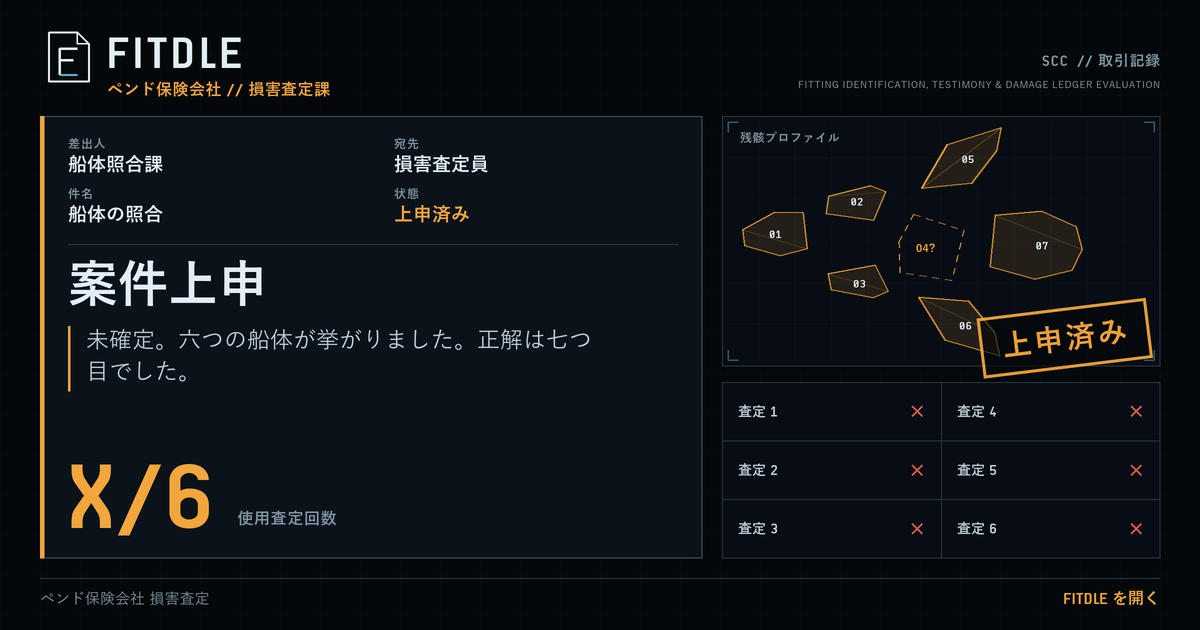 FITDLE
ペンド保険会社 // 損害査定課
SCC // 取引記録
FITTING IDENTIFICATION, TESTIMONY & DAMAGE LEDGER EVALUATION
差出人
船体照合課
宛先
損害査定員
件名
船体の照合
状態
上申済み
案件上申
未確定。六つの船体が挙がりました。正解は七つ
目でした。
X/6
使用査定回数
残骸プロファイル
05
02
01
04?
07
03
06
上申済み
査定 1
査定 4
査定 2
査定 5
査定 3
査定 6
ペンド保険会社 損害査定
FITDLE を開く